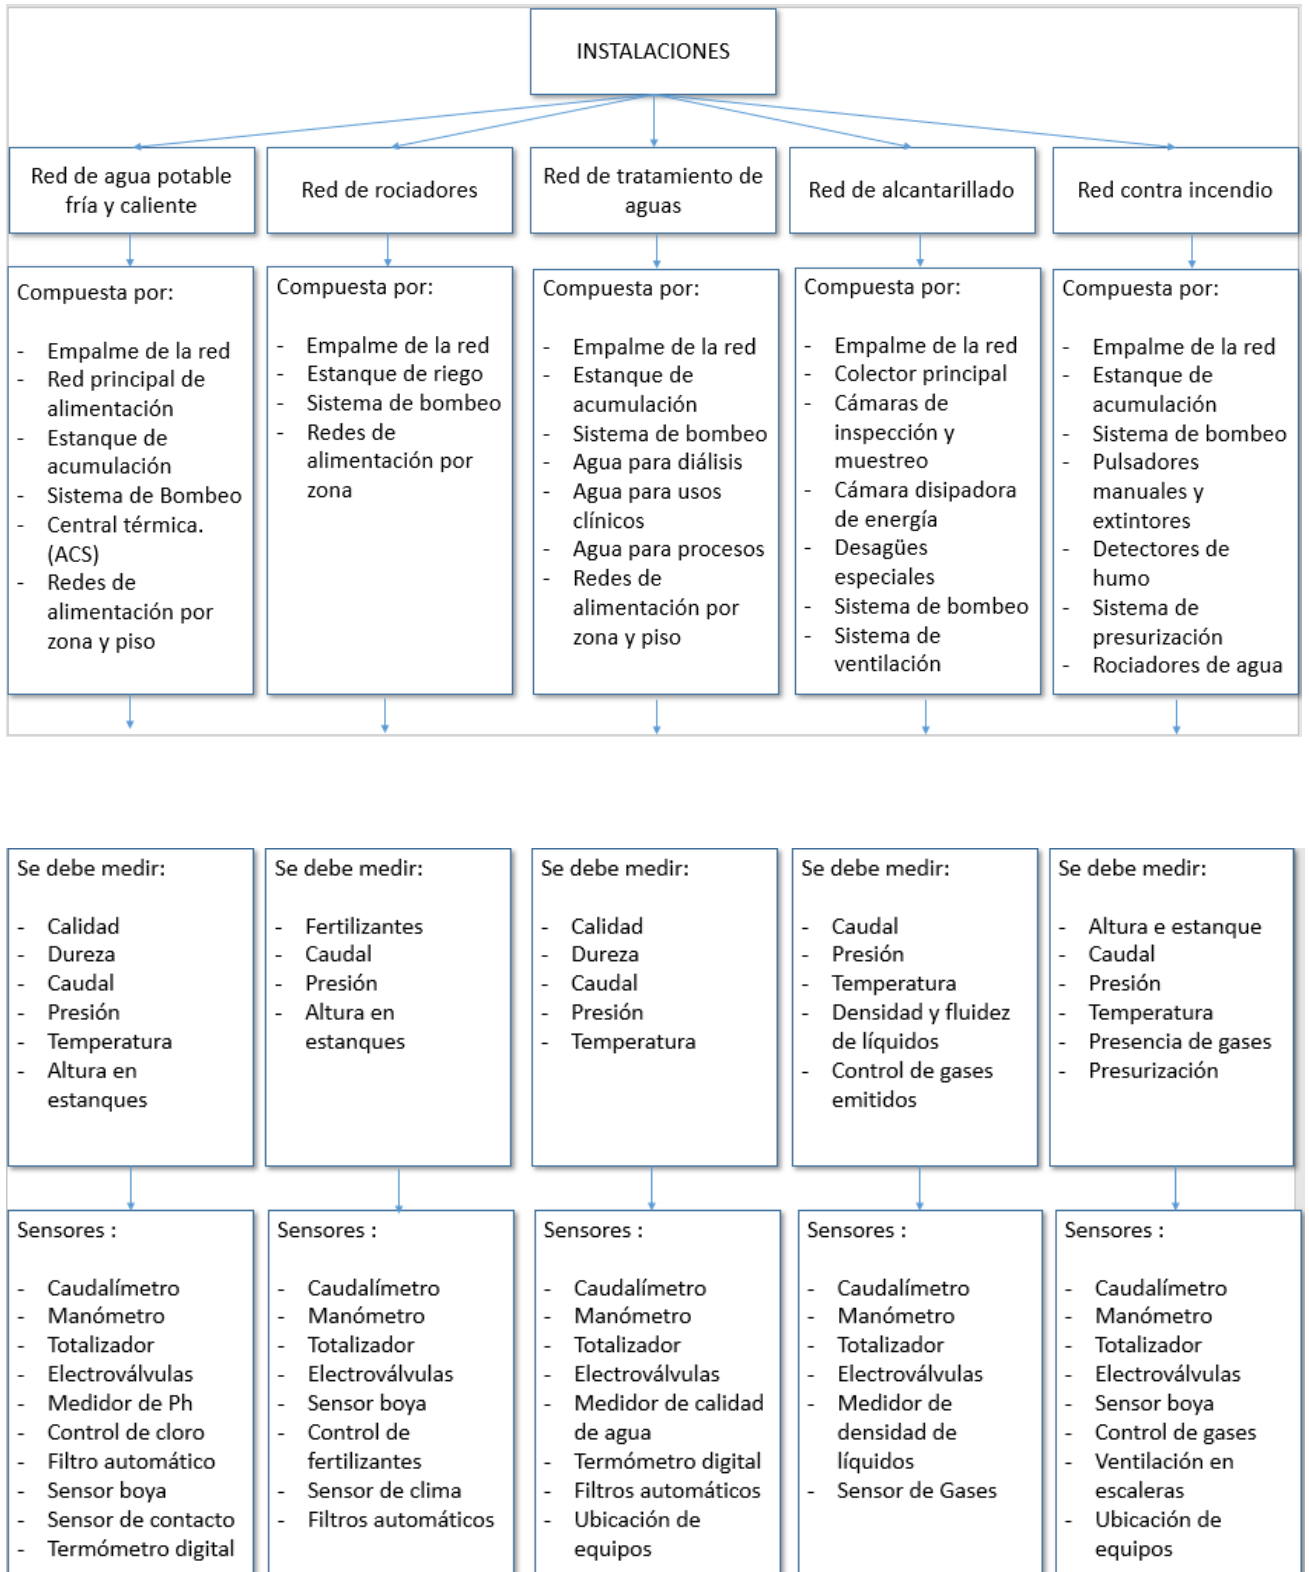 INSTALACIONES
Red de agua potable
fría y caliente
Red de rociadores
Red de tratamiento de
aguas
Red de alcantarillado
Red contra incendio
Compuesta por:
- Empalme de la red
- Red principal de
alimentación
- Estanque de
acumulación
- Sistema de Bombeo
- Central térmica.
(ACS)
- Redes de
alimentación por
zona y piso
Compuesta por:
- Empalme de la red
- Estanque de riego
- Sistema de bombeo
- Redes de
alimentación por
zona
Compuesta por:
- Empalme de la red
- Estanque de
acumulación
- Sistema de bombeo
- Agua para diálisis
- Agua para usos
clínicos
- Agua para procesos
- Redes de
alimentación por
zona y piso
Compuesta por:
- Empalme de la red
- Colector principal
- Cámaras de
inspección y
muestreo
- Cámara disipadora
de energía
- Desagües
especiales
- Sistema de bombeo
- Sistema de
ventilación
Compuesta por:
- Empalme de la red
- Estanque de
acumulación
- Sistema de bombeo
- Pulsadores
manuales y
extintores
- Detectores de
humo
- Sistema de
presurización
- Rociadores de agua
Se debe medir:
- Calidad
- Dureza
- Caudal
- Presión
- Temperatura
- Altura en
estanques
Se debe medir:
- Fertilizantes
- Caudal
- Presión
- Altura en
estanques
Se debe medir:
- Calidad
- Dureza
- Caudal
- Presión
- Temperatura
Se debe medir:
- Caudal
- Presión
- Temperatura
- Densidad y fluidez
de líquidos
- Control de gases
emitidos
Se debe medir:
- Altura e estanque
- Caudal
- Presión
- Temperatura
- Presencia de gases
- Presurización
Sensores :
- Caudalímetro
- Manómetro
- Totalizador
- Electroválvulas
- Medidor de Ph
- Control de cloro
- Filtro automático
- Sensor boya
- Sensor de contacto
- Termómetro digital
Sensores :
- Caudalímetro
- Manómetro
- Totalizador
- Electroválvulas
- Sensor boya
- Control de
fertilizantes
- Sensor de clima
- Filtros automáticos
Sensores :
- Caudalímetro
- Manómetro
- Totalizador
- Electroválvulas
- Medidor de calidad
de agua
- Termómetro digital
- Filtros automáticos
- Ubicación de
equipos
Sensores :
- Caudalímetro
- Manómetro
- Totalizador
- Electroválvulas
- Medidor de
densidad de
líquidos
- Sensor de Gases
Sensores :
- Caudalímetro
- Manómetro
- Totalizador
- Electroválvulas
- Sensor boya
- Control de gases
- Ventilación en
escaleras
- Ubicación de
equipos